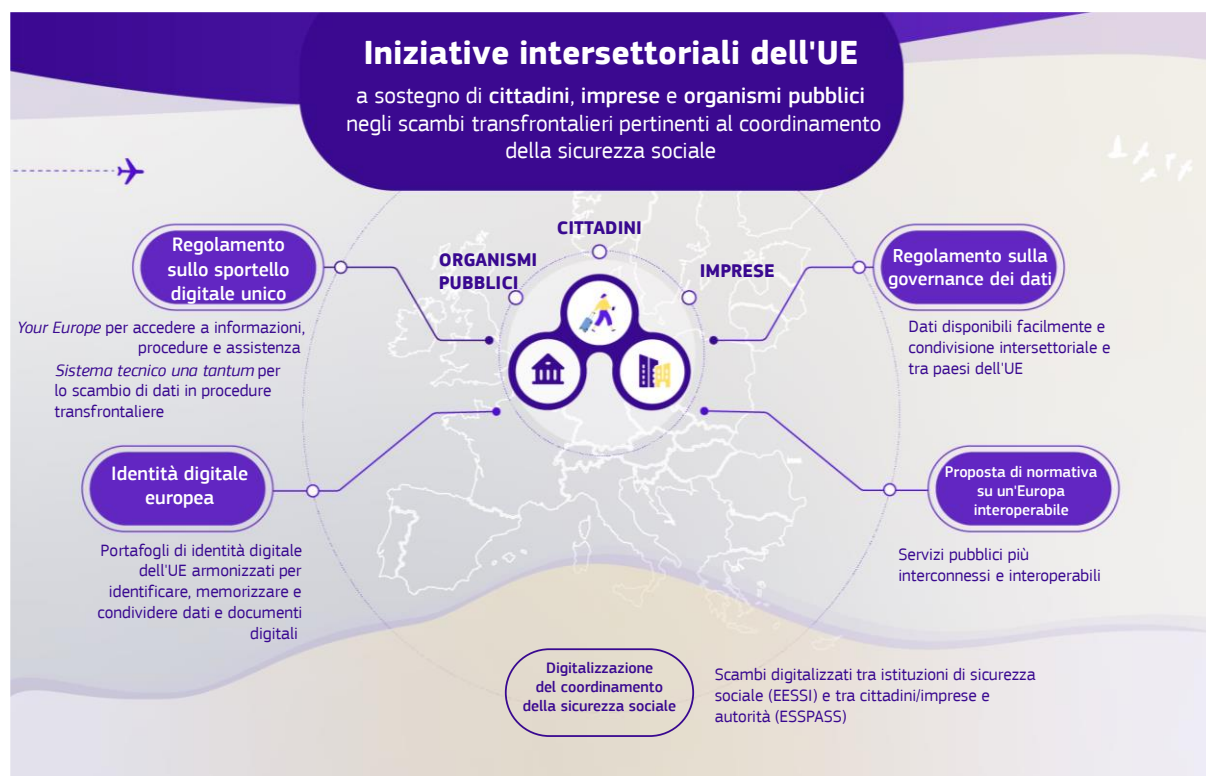 Iniziative intersettoriali dell'UE
a sostegno di cittadini, imprese e organismi pubblici
negli scambi transfrontalieri pertinenti al coordinamento
della sicurezza sociale
CITTADINI
ORGANISMI
PUBBLICI
IMPRESE
Regolamento
sullo sportello
digitale unico
Your Europe per accedere a informazioni,
procedure e assistenza
Sistema tecnico una tantum per
lo scambio di dati in procedure
transfrontaliere
Regolamento sulla
governance dei dati
Dati disponibili facilmente e
condivisione intersettoriale e
tra paesi dell'UE
Identità digitale
europea
Portafogli di identità digitale
dell'UE armonizzati per
identificare, memorizzare e
condividere dati e documenti
digitali
Proposta di normativa
su un'Europa
interoperabile
Servizi pubblici più
interconnessi e interoperabili
Digitalizzazione
del coordinamento
della sicurezza sociale
Scambi digitalizzati tra istituzioni di sicurezza
sociale (EESSI) e tra cittadini/imprese e
autorità (ESSPASS)